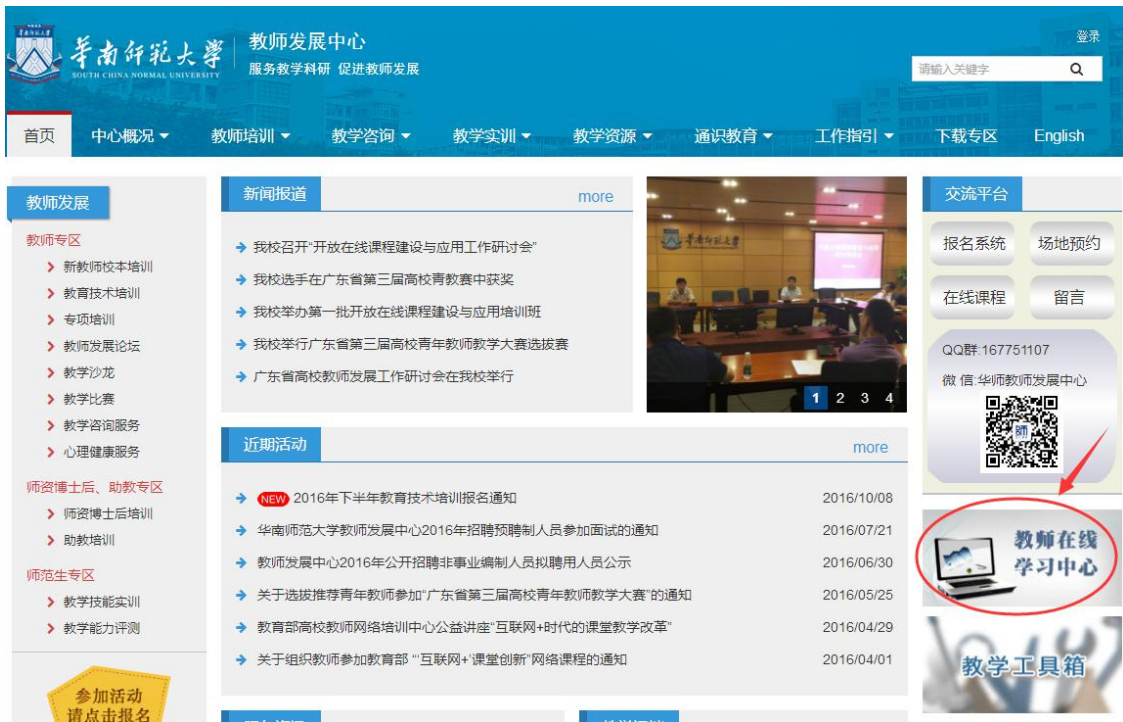 华南师范大学
SOUTH CHINA NORMAL UNIVERSITY
教师发展中心
服务教学科研 促进教师发展
登录
请输入关键字
首页 中心概况 教师培训 教学咨询 教学实训 教学资源 通识教育 工作指引 下载专区 English
教师发展
教师专区
新教师校本培训
教育技术培训
专项培训
教师发展论坛
教学沙龙
教学比赛
教学咨询服务
心理健康服务
师资博士后、助教专区
师资博士后培训
助教培训
师范生专区
教学技能实训
教学能力评测
参加活动
请点击报名
新闻报道 more
我校召开“开放在线课程建设与应用工作研讨会”
我校选手在广东省第三届高校青教赛中获奖
我校举办第一批开放在线课程建设与应用培训班
我校举行广东省第三届高校青年教师教学大赛选拔赛
广东省高校教师发展工作研讨会在我校举行
华南师范大学
1 2 3 4
近期活动 more
NEW 2016年下半年教育技术培训报名通知 2016/10/08
华南师范大学教师发展中心2016年招聘预聘制人员参加面试的通知 2016/07/21
教师发展中心2016年公开招聘非事业编制人员拟聘用人员公示 2016/06/30
关于选拔推荐青年教师参加“广东省第三届高校青年教师教学大赛”的通知 2016/05/25
教育部高校教师网络培训中心公益讲座“互联网+时代的课堂教学改革” 2016/04/29
关于组织教师参加教育部 “‘互联网+’课堂创新”网络课程的通知 2016/04/01
交流平台
报名系统 场地预约
在线课程 留言
QQ群:167751107
微 信:华师教师发展中心
师
教师在线
学习中心
教学工具箱